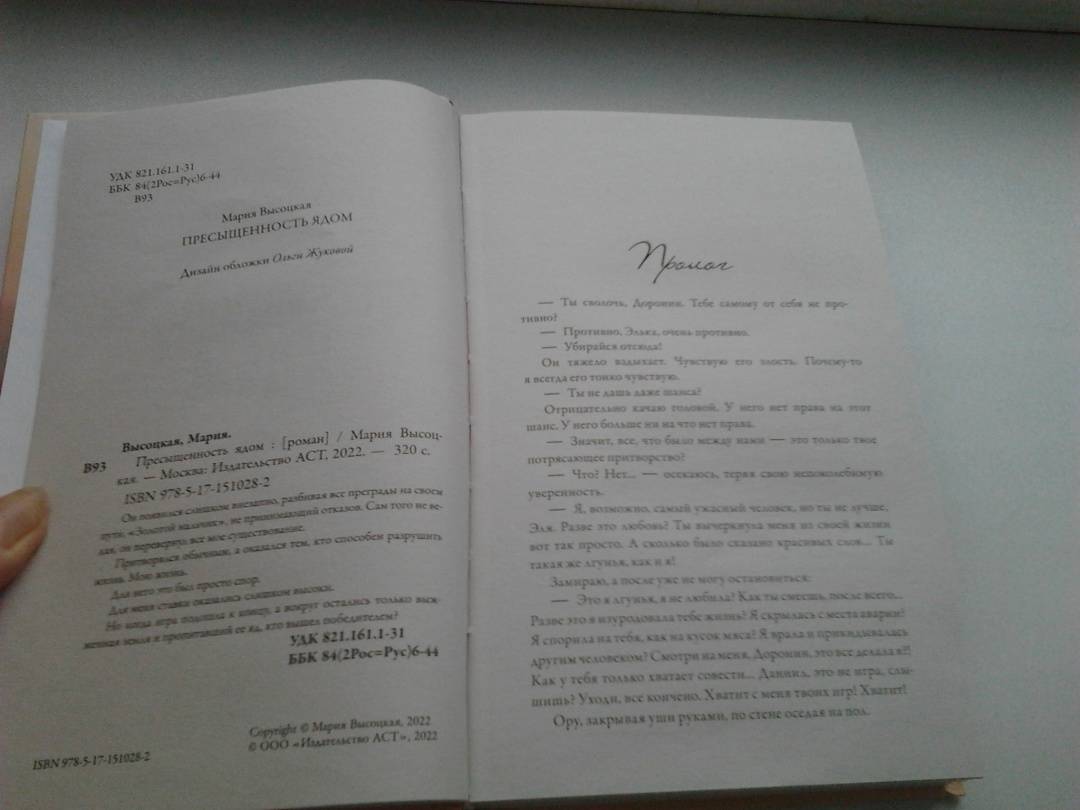 УДК 821.161.1-31
ББК 84(2Рос=Рус)6-44
В93
Мария Высоцкая
ПРЕСЫЩЕННОСТЬ ЯДОМ
Дизайн обложки Ольги Жуковой
Высоцкая, Мария.
В93 Пресыщенность ядом : [роман] / Мария Высоц-
кая. — Москва: Издательство АСТ, 2022. — 320 с.
ISBN 978-5-17-151028-2
Он появился слишком внезапно, разбивая все преграды на своем
пути. «Золотой мальчик», не принимающий отказов. Сам того не ве-
дая, он перевернул все мое существование.
Притворялся обычным, а оказался тем, кто способен разрушить
жизнь. Мою жизнь.
Для него это был просто спор.
Для меня ставки оказались слишком высоки.
Но когда игра подошла к концу, а вокруг остались только выж-
женная земля и пропитавший ее яд, кто вышел победителем?
УДК 821.161.1-31
ББК 84(2Рос=Рус)6-44
Copyright © Мария Высоцкая, 2022
© ООО «Издательство АСТ», 2022
ISBN 978-5-17-151028-2
Пролог
— Ты сволочь, Доронин. Тебе самому от себя не про-
тивно?
— Противно, Элька, очень противно.
— Убирайся отсюда!
Он тяжело вздыхает. Чувствую его злость. Почему-то
я всегда его тонко чувствую.
— Ты не дашь даже шанса?
Отрицательно качаю головой. У него нет права на этот
шанс. У него больше ни на что нет права.
— Значит, все, что было между нами — это только твое
потрясающее притворство?
— Что? Нет... — осекаюсь, теряя свою непоколебимую
уверенность.
— Я, возможно, самый ужасный человек, но ты не лучше,
Эля. Разве это любовь? Ты вычеркнула меня из своей жизни
вот так просто. А сколько было сказано красивых слов... Ты
такая же лгунья, как и я!
Замираю, а после уже не могу остановиться:
— Это я лгунья, я не любила? Как ты смеешь, после всего...
Разве это я изуродовала тебе жизнь? Я скрылась с места аварии?
Я спорила на тебя, как на кусок мяса? Я врала и прикидывалась
другим человеком? Смотри на меня, Доронин, это все делала я?!
Как у тебя только хватает совести... Даниил, это не игра, слы-
шишь? Уходи, все кончено. Хватит с меня твоих игр! Хватит!
Ору, закрывая уши руками, по стене оседая на пол.